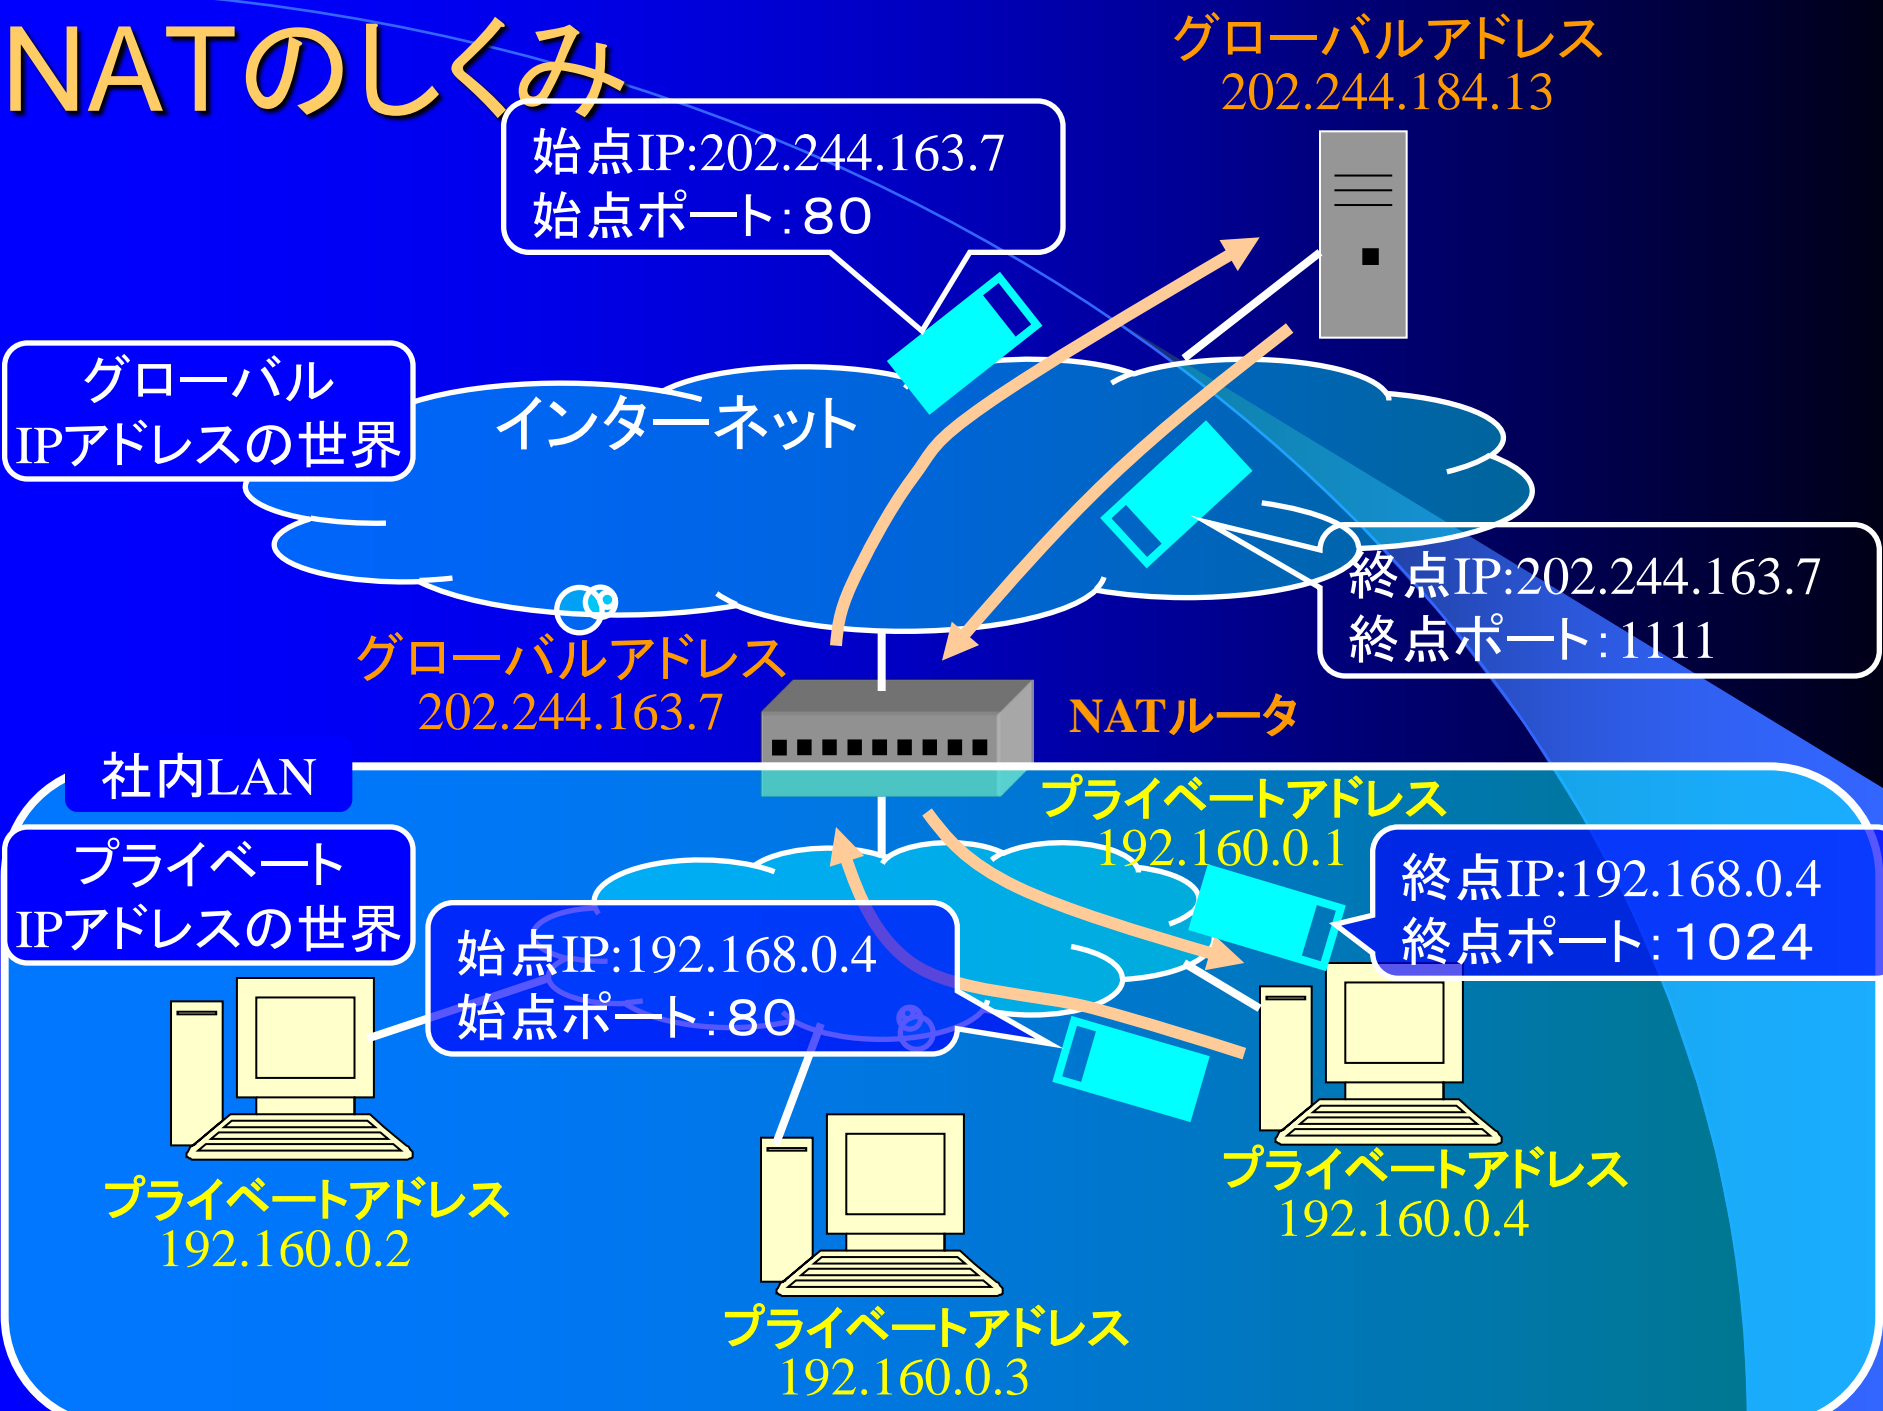 NATのしくみ
グローバルアドレス
202.244.184.13
始点IP:202.244.163.7
始点ポート:80
グローバル
IPアドレスの世界
インターネット
終点IP:202.244.163.7
終点ポート:1111
グローバルアドレス
202.244.163.7
NATルータ
社内LAN
プライベートアドレス
192.160.0.1
プライベート
IPアドレスの世界
終点IP:192.168.0.4
終点ポート:1024
始点IP:192.168.0.4
始点ポート:80
プライベートアドレス
192.160.0.2
プライベートアドレス
192.160.0.4
プライベートアドレス
192.160.0.3